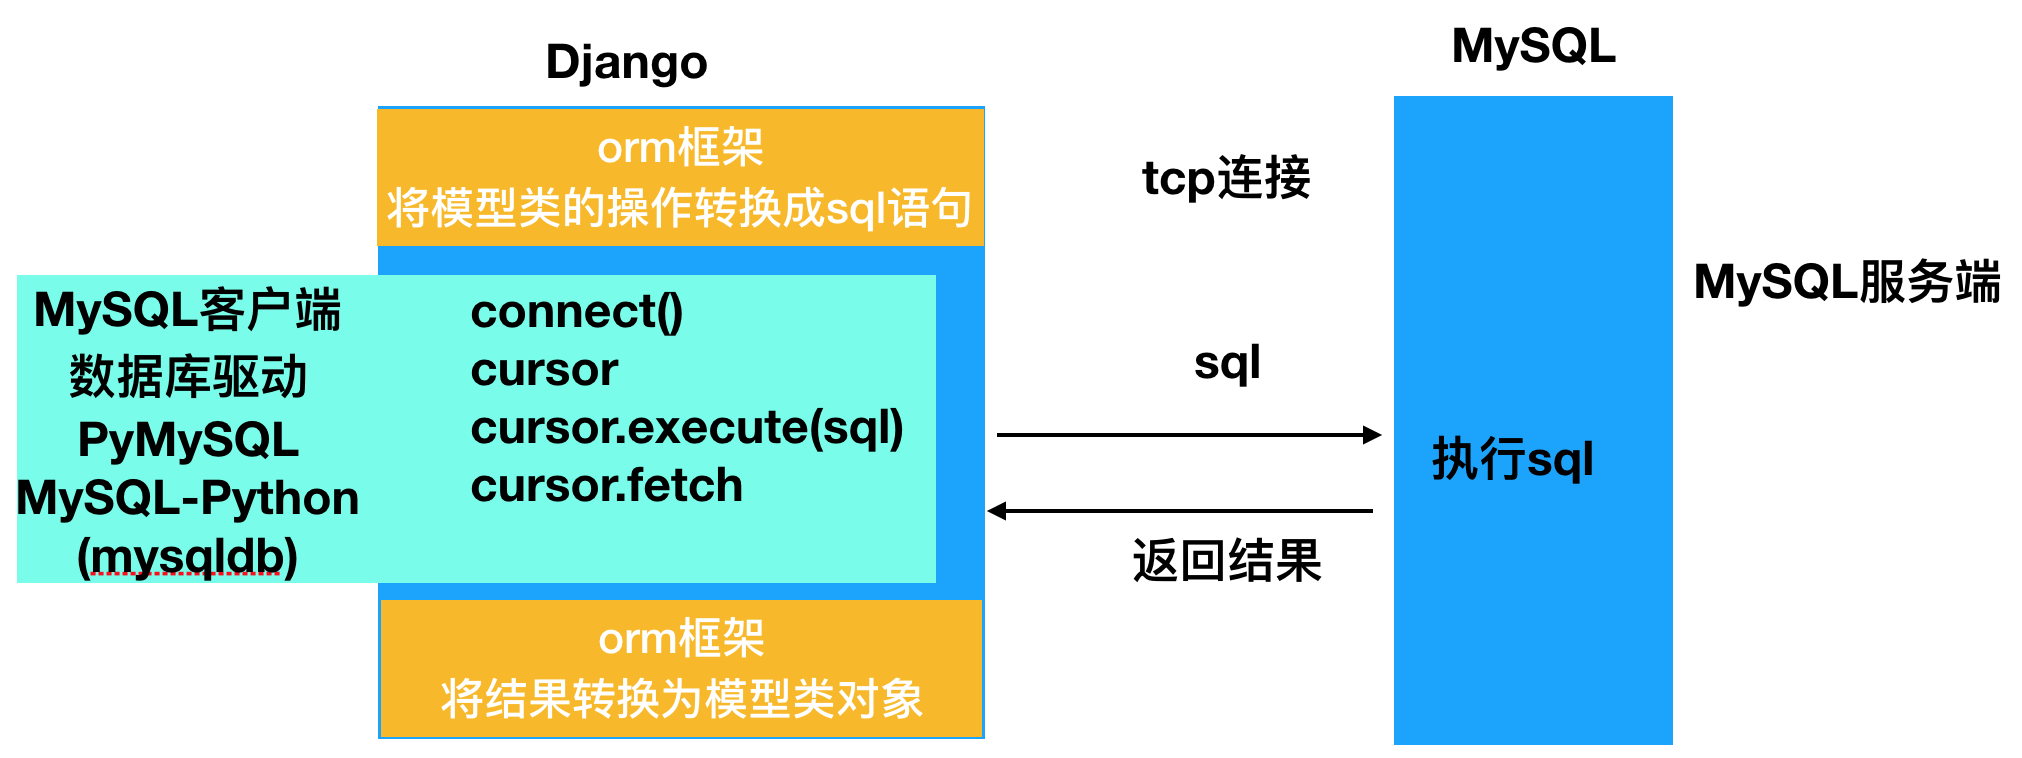 Django
MySQL
orm框架
将模型类的操作转换成sql语句
tcp连接
MySQL客户端
数据库驱动
PyMySQL
MySQL-Python
(mysqldb)
connect()
cursor
cursor.execute(sql)
cursor.fetch
sql
返回结果
执行sql
MySQL服务端
orm框架
将结果转换为模型类对象